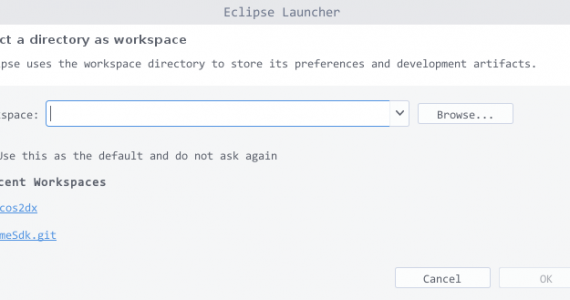 Eclipse Launcher
ct a directory as workspace
pse uses the workspace directory to store its preferences and development artifacts.
space: Browse...
Use this as the default and do not ask again
cent Workspaces
cos2dx
meSdk.git
Cancel OK